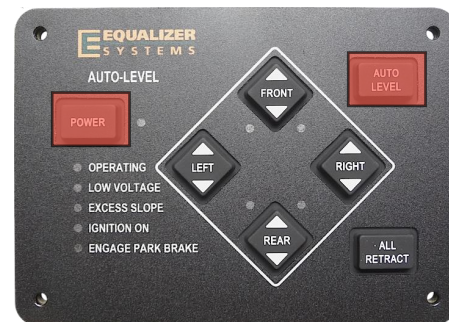 EQUALIZER
SYSTEMS
AUTO-LEVEL
AUTO
LEVEL
POWER
FRONT
LEFT
RIGHT
REAR
OPERATING
LOW VOLTAGE
EXCESS SLOPE
IGNITION ON
ENGAGE PARK BRAKE
ALL
RETRACT